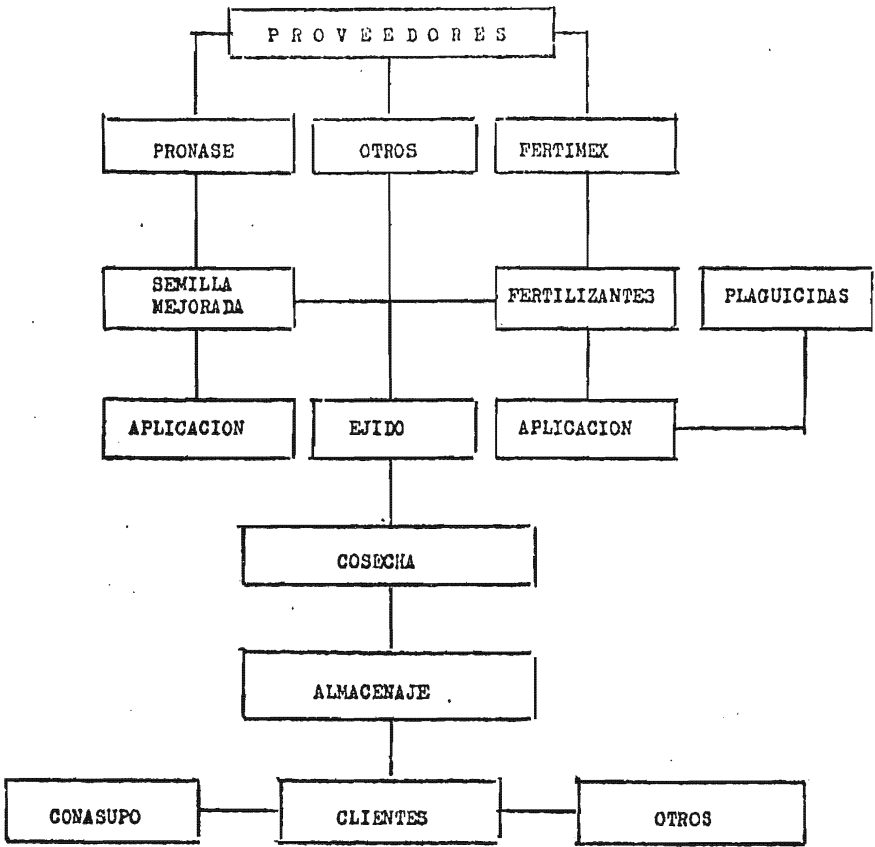 P R O V E E D O R E S
PRONASE
OTROS
FERTIMEX
SEMILLA
MEJORADA
FERTILIZANTES
PLAGUICIDAS
APLICACION
EJIDO
APLICACION
COSECHA
ALMACENAJE
CONASUPO
CLIENTES
OTROS